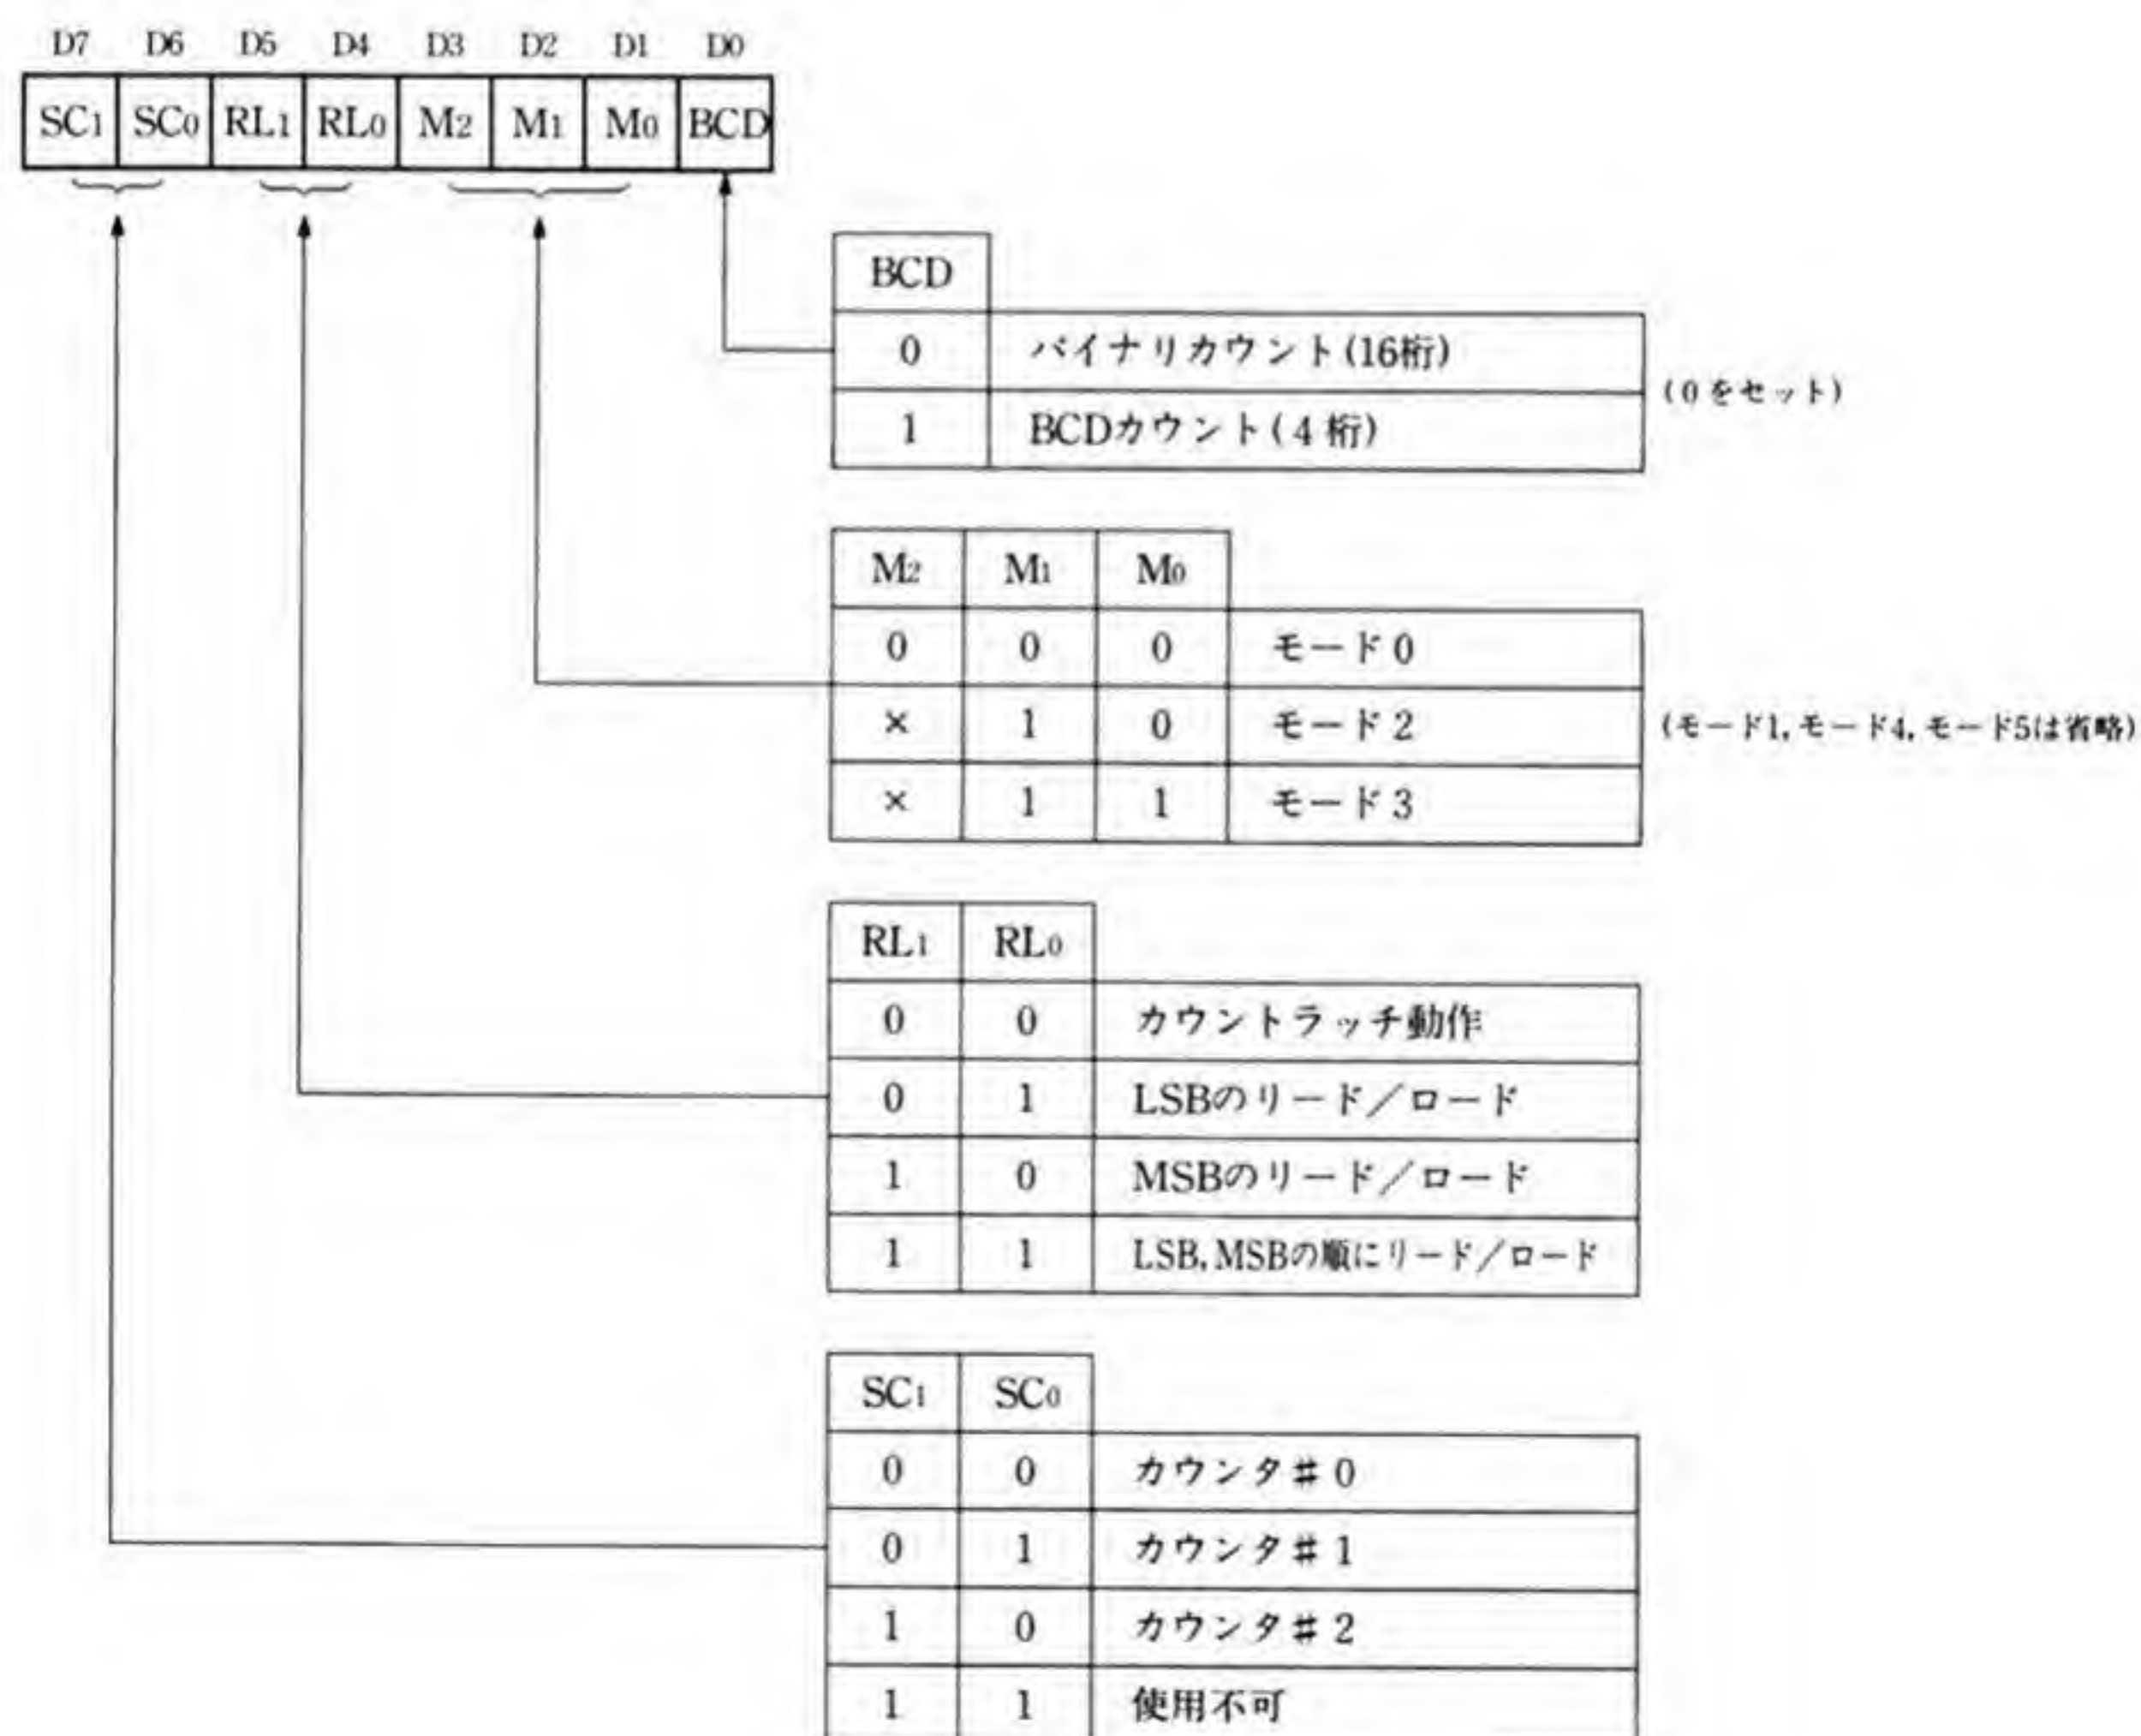 D7 D6 D5 D4 D3 D2 D1 D0
SC1 SC0 RL1 RL0 M2 M1 M0 BCD
BCD
0 バイナリカウント(16桁)
(0をセット)
1 BCDカウント(4桁)
M2 M1 M0
0 0 0 モード0
× 1 0 モード2
(モード1,モード4,モード5は省略)
× 1 1 モード3
RL1 RL0
0 0 カウントラッチ動作
0 1 LSBのリード/ロード
1 0 MSBのリード/ロード
1 1 LSB,MSBの順にリード/ロード
SC1 SC0
0 0 カウンタ#0
0 1 カウンタ#1
1 0 カウンタ#2
1 1 使用不可